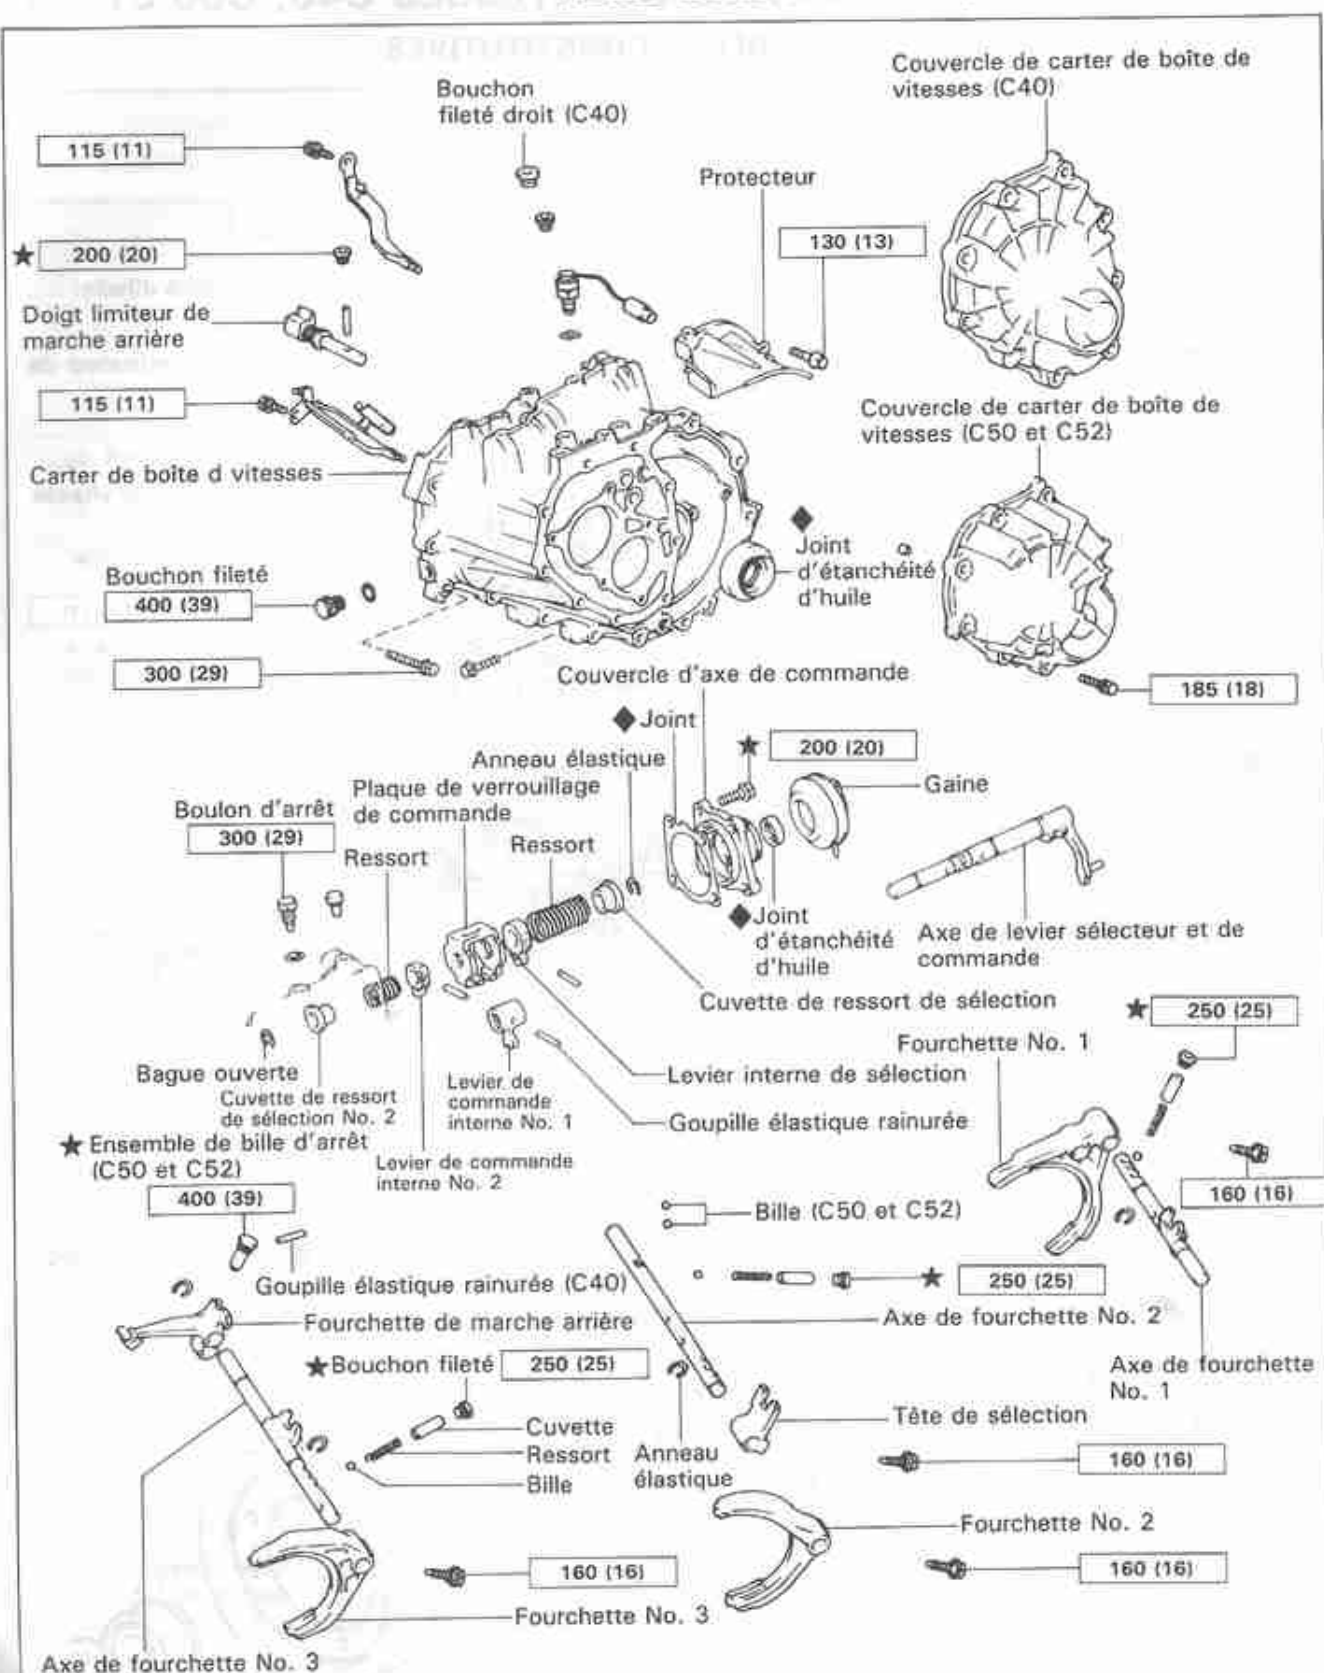 Couvercle de carter de boîte de
vitesses (C40)
Bouchon
fileté droit (C40)
115 (11)
Protecteur
130 (13)
★ 200 (20)
Doigt limiteur de
marche arrière
115 (11)
Couvercle de carter de boîte de
vitesses (C50 et C52)
Carter de boîte d vitesses
◆
Joint
d'étanchéité
d'huile
Bouchon fileté
400 (39)
300 (29)
Couvercle d'axe de commande
185 (18)
◆ Joint
★ 200 (20)
Anneau élastique
Gaine
Plaque de verrouillage
de commande
Boulon d'arrêt
300 (29)
Ressort
Ressort
◆ Joint
d'étanchéité
d'huile
Axe de levier sélecteur et de
commande
Cuvette de ressort de sélection
★ 250 (25)
Fourchette No. 1
Bague ouverte
Cuvette de ressort
de sélection No. 2
Levier de
commande
interne No. 1
Levier interne de sélection
Goupille élastique rainurée
★ Ensemble de bille d'arrêt
(C50 et C52)
400 (39)
Levier de commande
interne No. 2
160 (16)
Bille (C50 et C52)
Goupille élastique rainurée (C40)
★ 250 (25)
Fourchette de marche arrière
Axe de fourchette No. 2
★ Bouchon fileté 250 (25)
Axe de fourchette
No. 1
Cuvette
Ressort
Bille
Anneau
élastique
Tête de sélection
160 (16)
Fourchette No. 2
160 (16)
160 (16)
Fourchette No. 3
Axe de fourchette No. 3